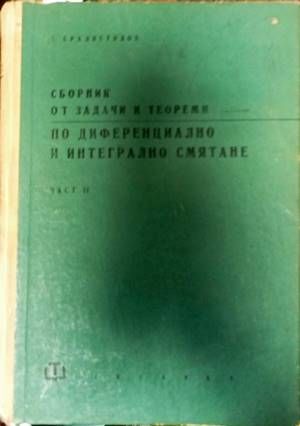 СБОРНИК
ОТ ЗАДАЧИ И ТЕОРЕМИ
ПО ДИФЕРЕНЦИАЛНО
И ИНТЕГРАЛНО СМЯТАНЕ
ЧАСТ II